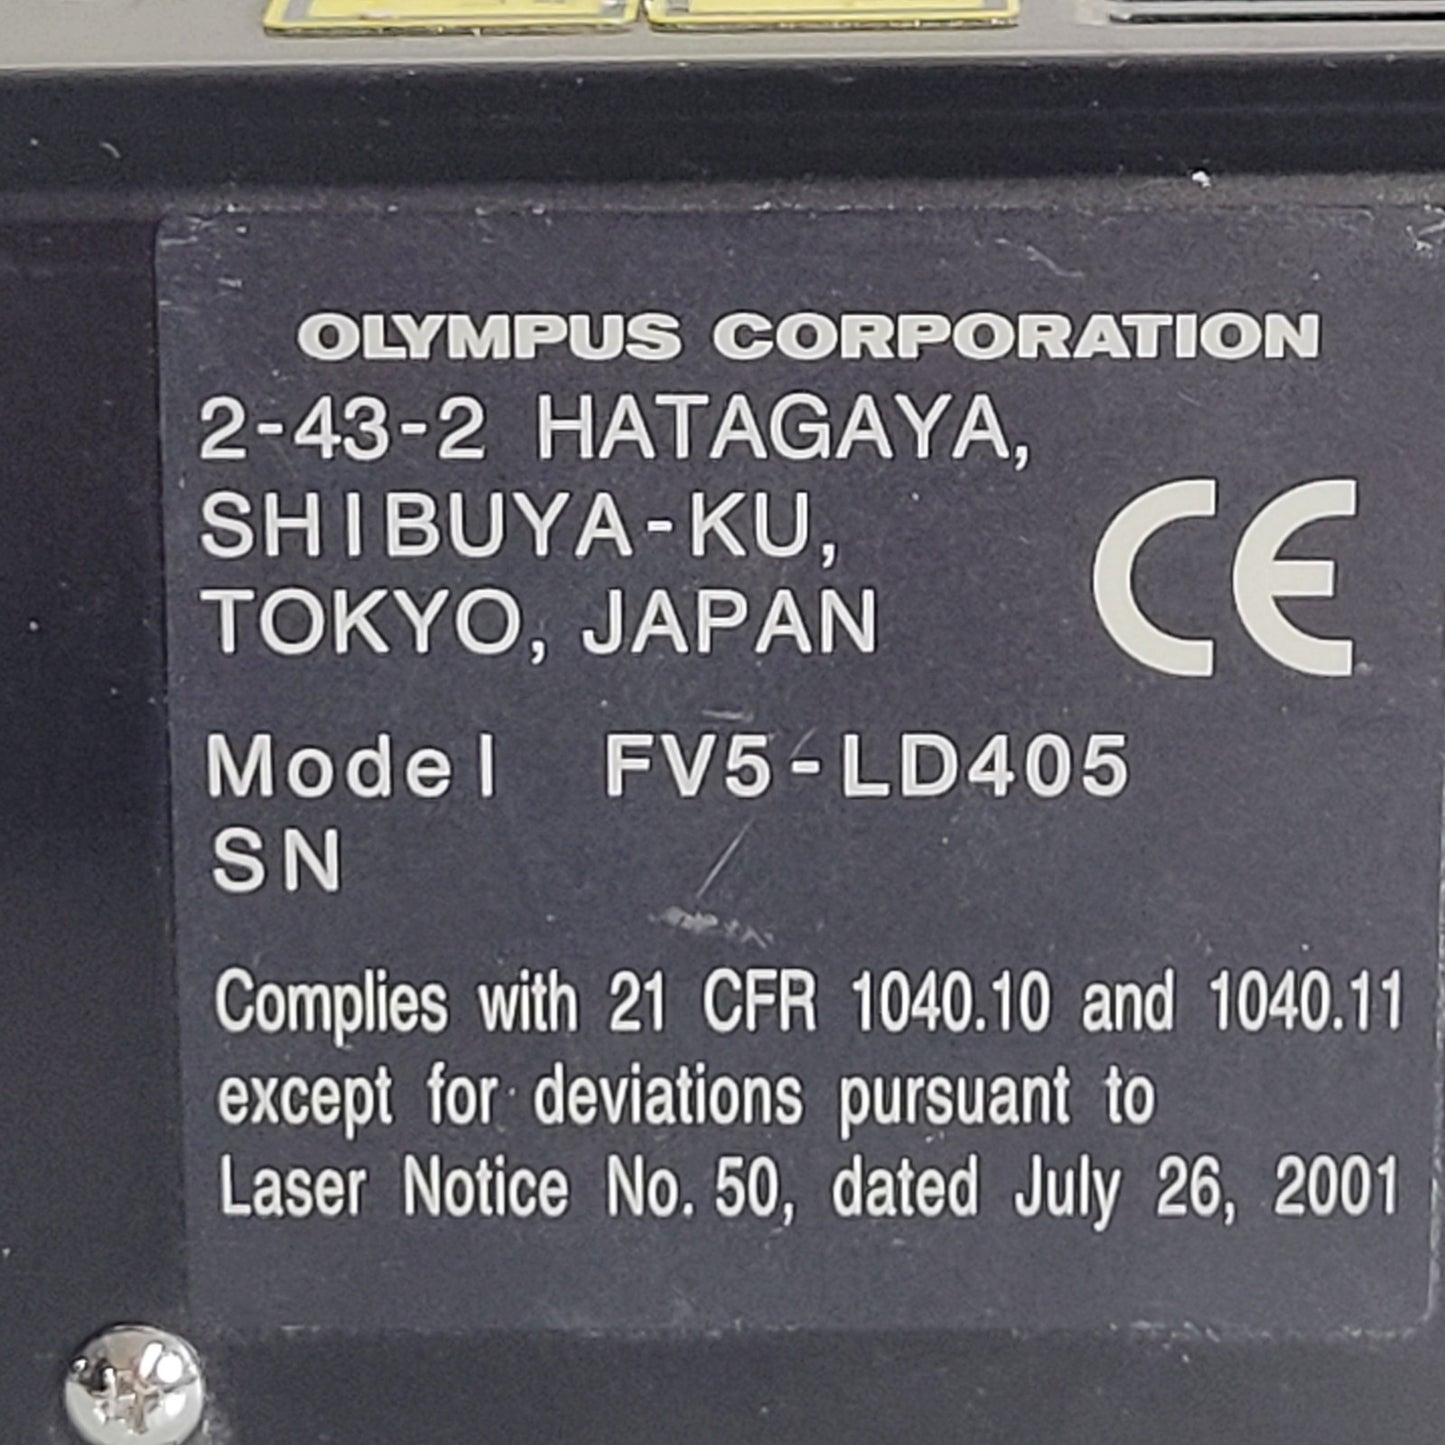 OLYMPUS CORPORATION
2-43-2 HATAGAYA,
SHIBUYA-KU,
TOKYO, JAPAN
CE
Model FV5-LD405
SN
Complies with 21 CFR 1040.10 and 1040.11
except for deviations pursuant to
Laser Notice No. 50, dated July 26, 2001